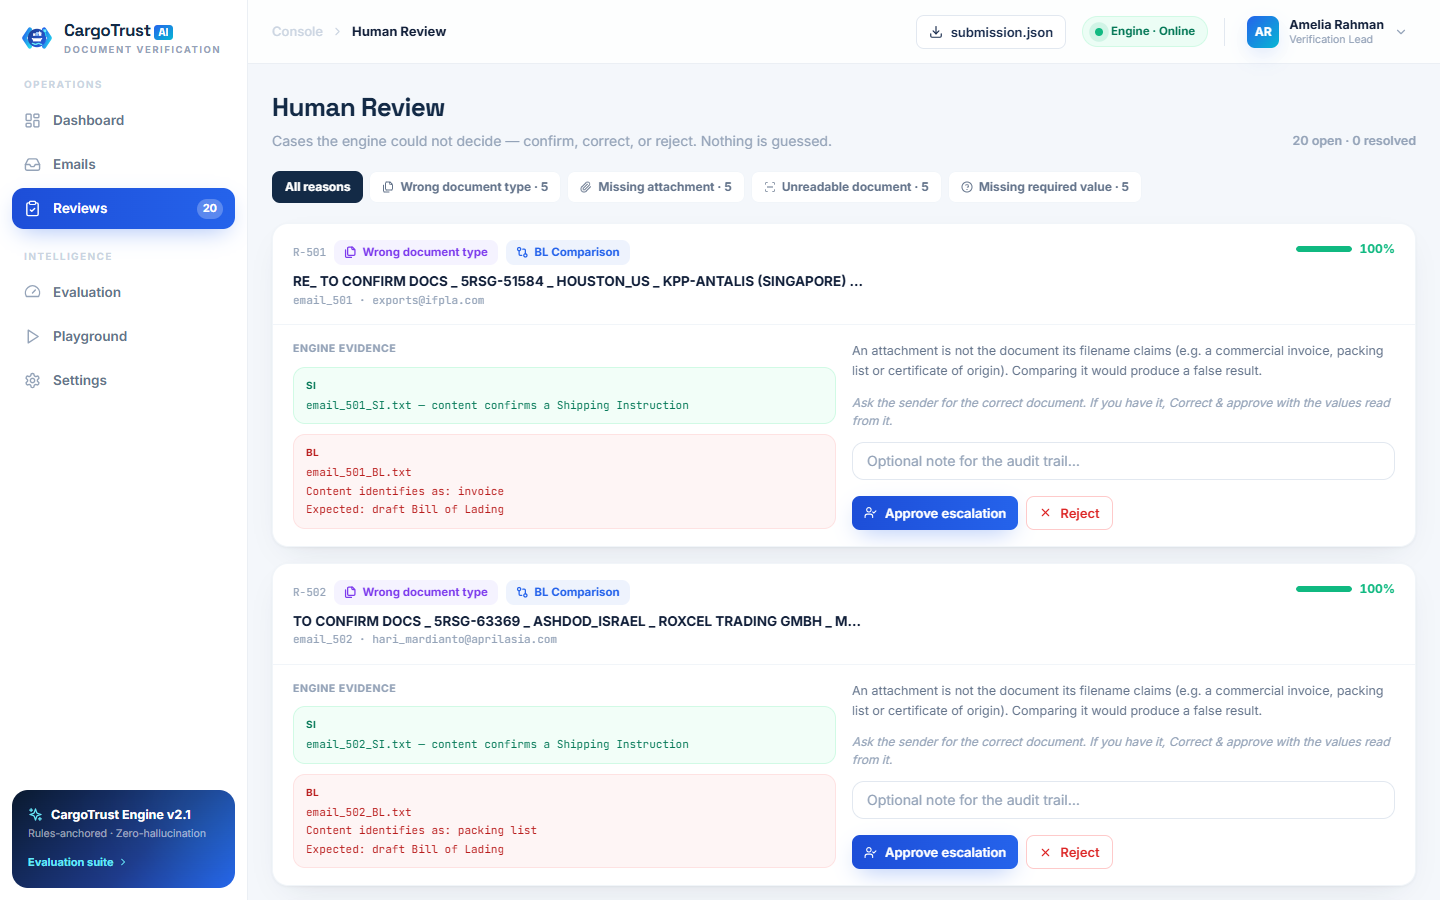 CargoTrust AI
DOCUMENT VERIFICATION
OPERATIONS
Dashboard
Emails
Reviews 20
INTELLIGENCE
Evaluation
Playground
Settings
CargoTrust Engine v2.1
Rules-anchored · Zero-hallucination
Evaluation suite
Console Human Review
submission.json
Engine · Online
AR
Amelia Rahman
Verification Lead
Human Review
Cases the engine could not decide — confirm, correct, or reject. Nothing is guessed.
20 open · 0 resolved
All reasons
Wrong document type · 5
Missing attachment · 5
Unreadable document · 5
Missing required value · 5
R-501 Wrong document type BL Comparison
100%
RE_ TO CONFIRM DOCS _ 5RSG-51584 _ HOUSTON_US _ KPP-ANTALIS (SINGAPORE) ...
email_501 · exports@ifpla.com
ENGINE EVIDENCE
SI
email_501_SI.txt — content confirms a Shipping Instruction
BL
email_501_BL.txt
Content identifies as: invoice
Expected: draft Bill of Lading
An attachment is not the document its filename claims (e.g. a commercial invoice, packing
list or certificate of origin). Comparing it would produce a false result.
Ask the sender for the correct document. If you have it, Correct & approve with the values read
from it.
Optional note for the audit trail...
Approve escalation
Reject
R-502 Wrong document type BL Comparison
100%
TO CONFIRM DOCS _ 5RSG-63369 _ ASHDOD_ISRAEL _ ROXCEL TRADING GMBH _ M...
email_502 · hari_mardianto@aprilasia.com
ENGINE EVIDENCE
SI
email_502_SI.txt — content confirms a Shipping Instruction
BL
email_502_BL.txt
Content identifies as: packing list
Expected: draft Bill of Lading
An attachment is not the document its filename claims (e.g. a commercial invoice, packing
list or certificate of origin). Comparing it would produce a false result.
Ask the sender for the correct document. If you have it, Correct & approve with the values read
from it.
Optional note for the audit trail...
Approve escalation
Reject